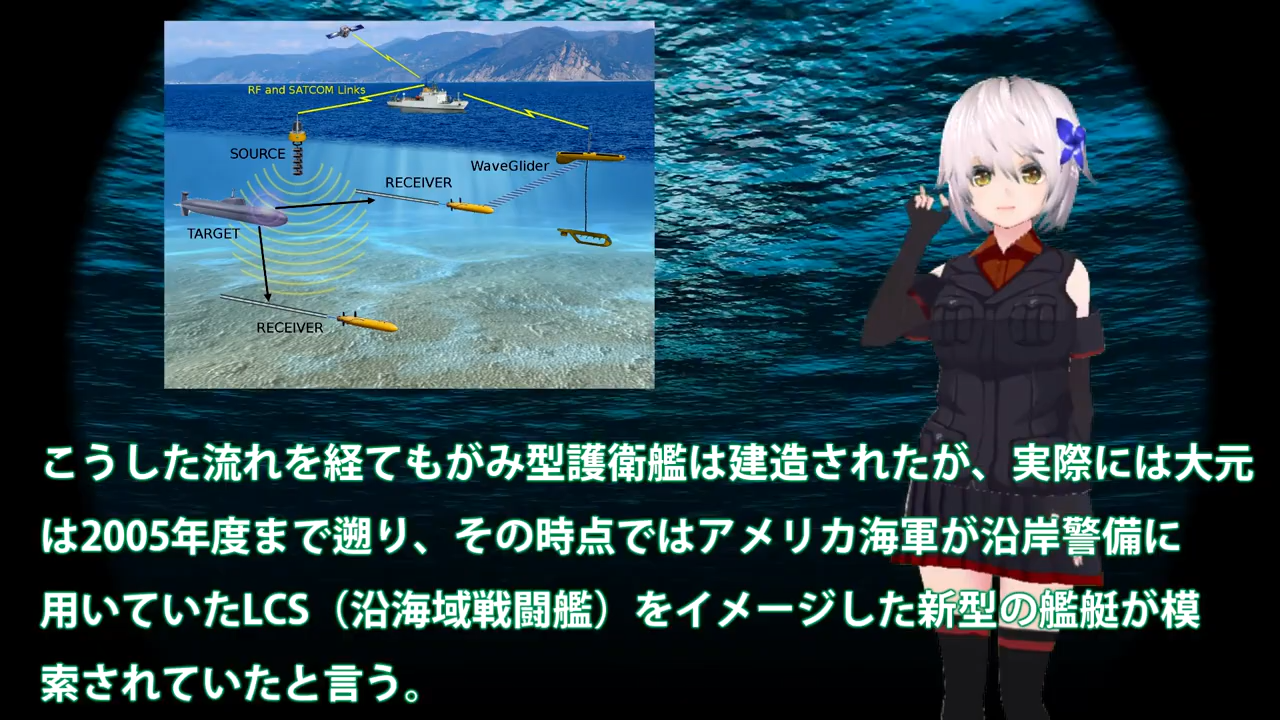 RF and SATCOM Links
SOURCE
WaveGlider
RECEIVER
TARGET
RECEIVER
こうした流れを経てもがみ型護衛艦は建造されたが、実際には大元
は2005年度まで遡り、その時点ではアメリカ海軍が沿岸警備に
用いていたLCS（沿海域戦闘艦）をイメージした新型の艦艇が模
索されていたと言う。